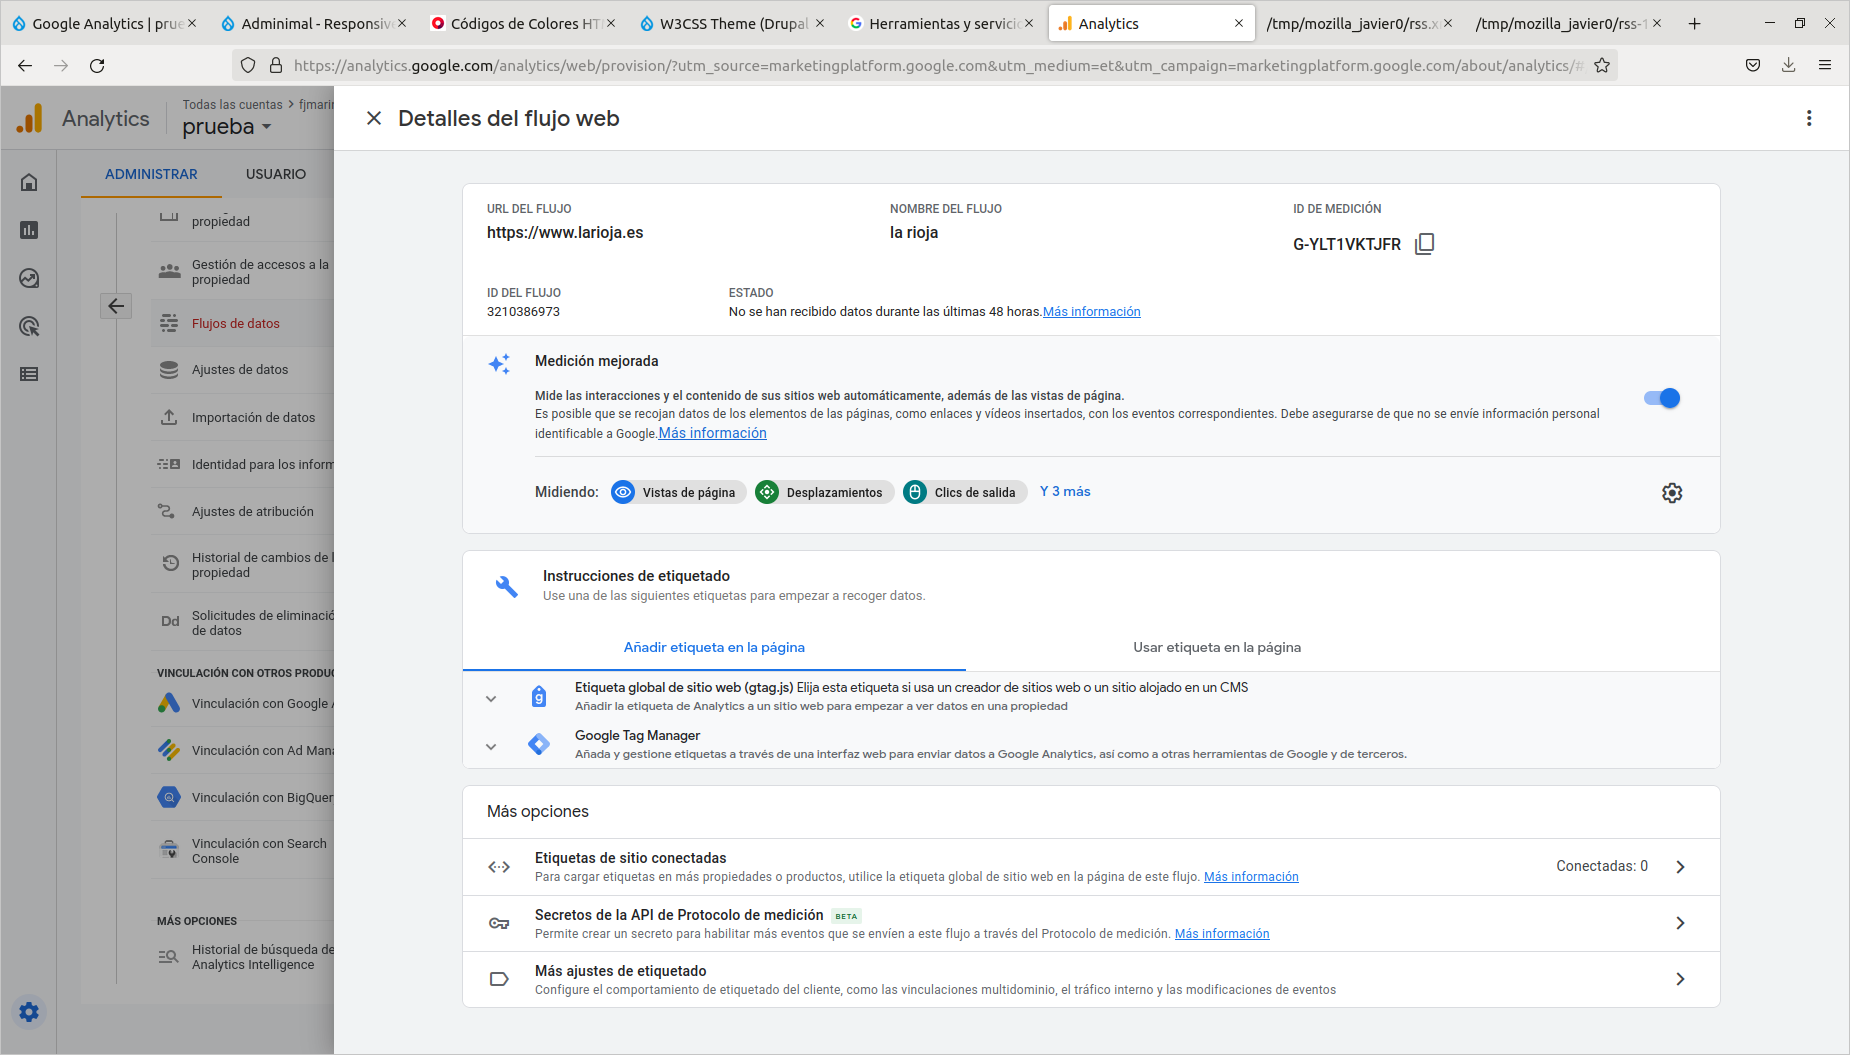 Google Analytics | prue
Adminimal - Responsive
Códigos de Colores HT
W3CSS Theme (Drupal
Herramientas y servicio
Analytics
/tmp/mozilla_javier0/rss.x
/tmp/mozilla_javier0/rss-1
https://analytics.google.com/analytics/web/provision/?utm_source=marketingplatform.google.com&utm_medium=et&utm_campaign=marketingplatform.google.com/about/analytics/#
Analytics
Todas las cuentas > fjmarin
prueba
ADMINISTRAR
USUARIO
propiedad
Gestión de accesos a la
propiedad
Flujos de datos
Ajustes de datos
Importación de datos
Identidad para los inform
Ajustes de atribución
Historial de cambios de l
propiedad
Dd
Solicitudes de eliminació
de datos
VINCULACIÓN CON OTROS PRODUC
Vinculación con Google A
Vinculación con Ad Mana
Vinculación con BigQuer
Vinculación con Search
Console
MÁS OPCIONES
Historial de búsqueda de
Analytics Intelligence
Detalles del flujo web
URL DEL FLUJO
https://www.larioja.es
NOMBRE DEL FLUJO
la rioja
ID DE MEDICIÓN
G-YLT1VKTJFR
ID DEL FLUJO
3210386973
ESTADO
No se han recibido datos durante las últimas 48 horas.Más información
Medición mejorada
Mide las interacciones y el contenido de sus sitios web automáticamente, además de las vistas de página.
Es posible que se recojan datos de los elementos de las páginas, como enlaces y vídeos insertados, con los eventos correspondientes. Debe asegurarse de que no se envíe información personal
identificable a Google.Más información
Midiendo:
Vistas de página
Desplazamientos
Clics de salida
Y 3 más
Instrucciones de etiquetado
Use una de las siguientes etiquetas para empezar a recoger datos.
Añadir etiqueta en la página
Usar etiqueta en la página
g
Etiqueta global de sitio web (gtag.js) Elija esta etiqueta si usa un creador de sitios web o un sitio alojado en un CMS
Añadir la etiqueta de Analytics a un sitio web para empezar a ver datos en una propiedad
Google Tag Manager
Añada y gestione etiquetas a través de una interfaz web para enviar datos a Google Analytics, así como a otras herramientas de Google y de terceros.
Más opciones
Etiquetas de sitio conectadas
Para cargar etiquetas en más propiedades o productos, utilice la etiqueta global de sitio web en la página de este flujo. Más información
Conectadas: 0
Secretos de la API de Protocolo de medición BETA
Permite crear un secreto para habilitar más eventos que se envíen a este flujo a través del Protocolo de medición. Más información
Más ajustes de etiquetado
Configure el comportamiento de etiquetado del cliente, como las vinculaciones multidominio, el tráfico interno y las modificaciones de eventos